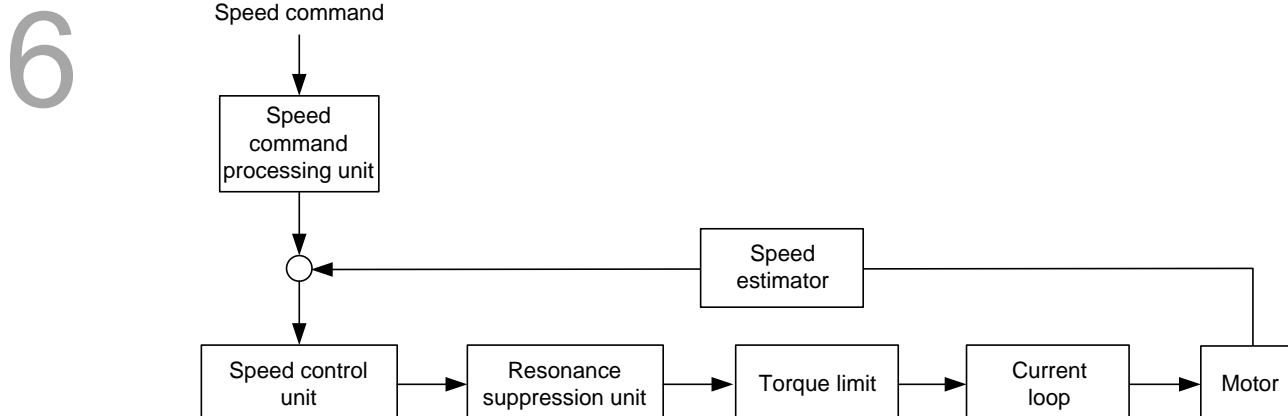 6
Speed command
Speed
command
processing unit
Speed
estimator
Speed control
unit
Resonance
suppression unit
Torque limit
Current
loop
Motor